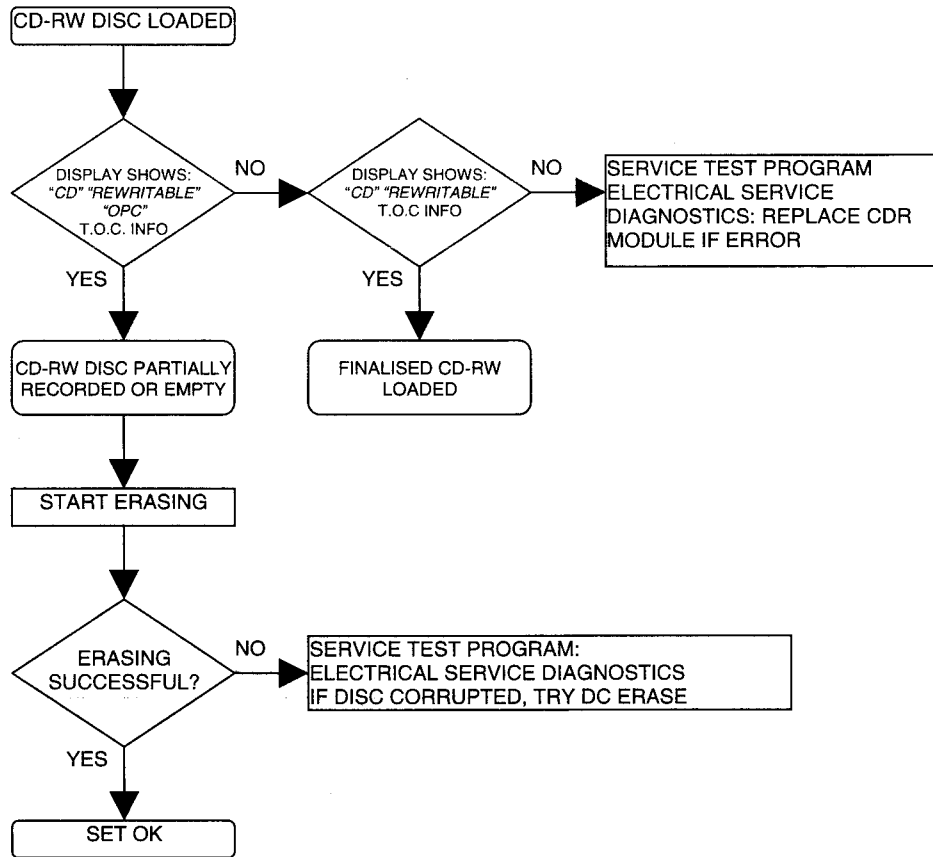 CD-RW DISC LOADED
DISPLAY SHOWS:
"CD" "REWRITABLE"
"OPC"
T.O.C. INFO
NO
DISPLAY SHOWS:
"CD" "REWRITABLE"
T.O.C INFO
NO
SERVICE TEST PROGRAM
ELECTRICAL SERVICE
DIAGNOSTICS: REPLACE CDR
MODULE IF ERROR
YES
YES
CD-RW DISC PARTIALLY
RECORDED OR EMPTY
FINALISED CD-RW
LOADED
START ERASING
ERASING
SUCCESSFUL?
NO
SERVICE TEST PROGRAM:
ELECTRICAL SERVICE DIAGNOSTICS
IF DISC CORRUPTED, TRY DC ERASE
YES
SET OK